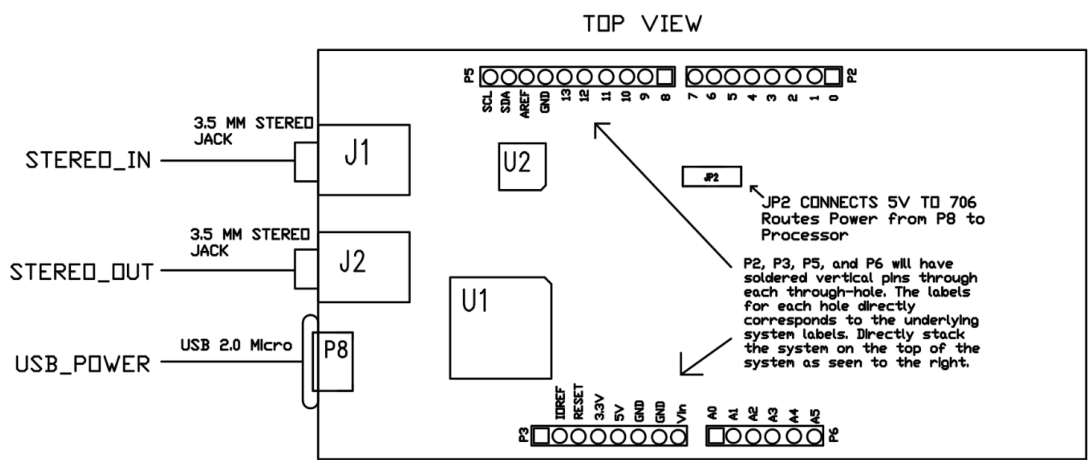 TOP VIEW
P5
SCL
SDA
AREF
GND
13
12
11
10
9
8
7
6
5
4
3
2
1
0
P2
3.5 MM STEREO
JACK
STEREO_IN
J1
U2
JP2
JP2 CONNECTS 5V TO 706
Routes Power from P8 to
Processor
3.5 MM STEREO
JACK
STEREO_OUT
J2
U1
P2, P3, P5, and P6 will have
soldered vertical pins through
each through-hole. The labels
for each hole directly
corresponds to the underlying
system labels. Directly stack
the system on the top of the
system as seen to the right.
USB 2.0 Micro
USB_POWER
P8
P3
IOREF
RESET
3.3V
5V
GND
GND
Vin
A0
A1
A2
A3
A4
A5
P6